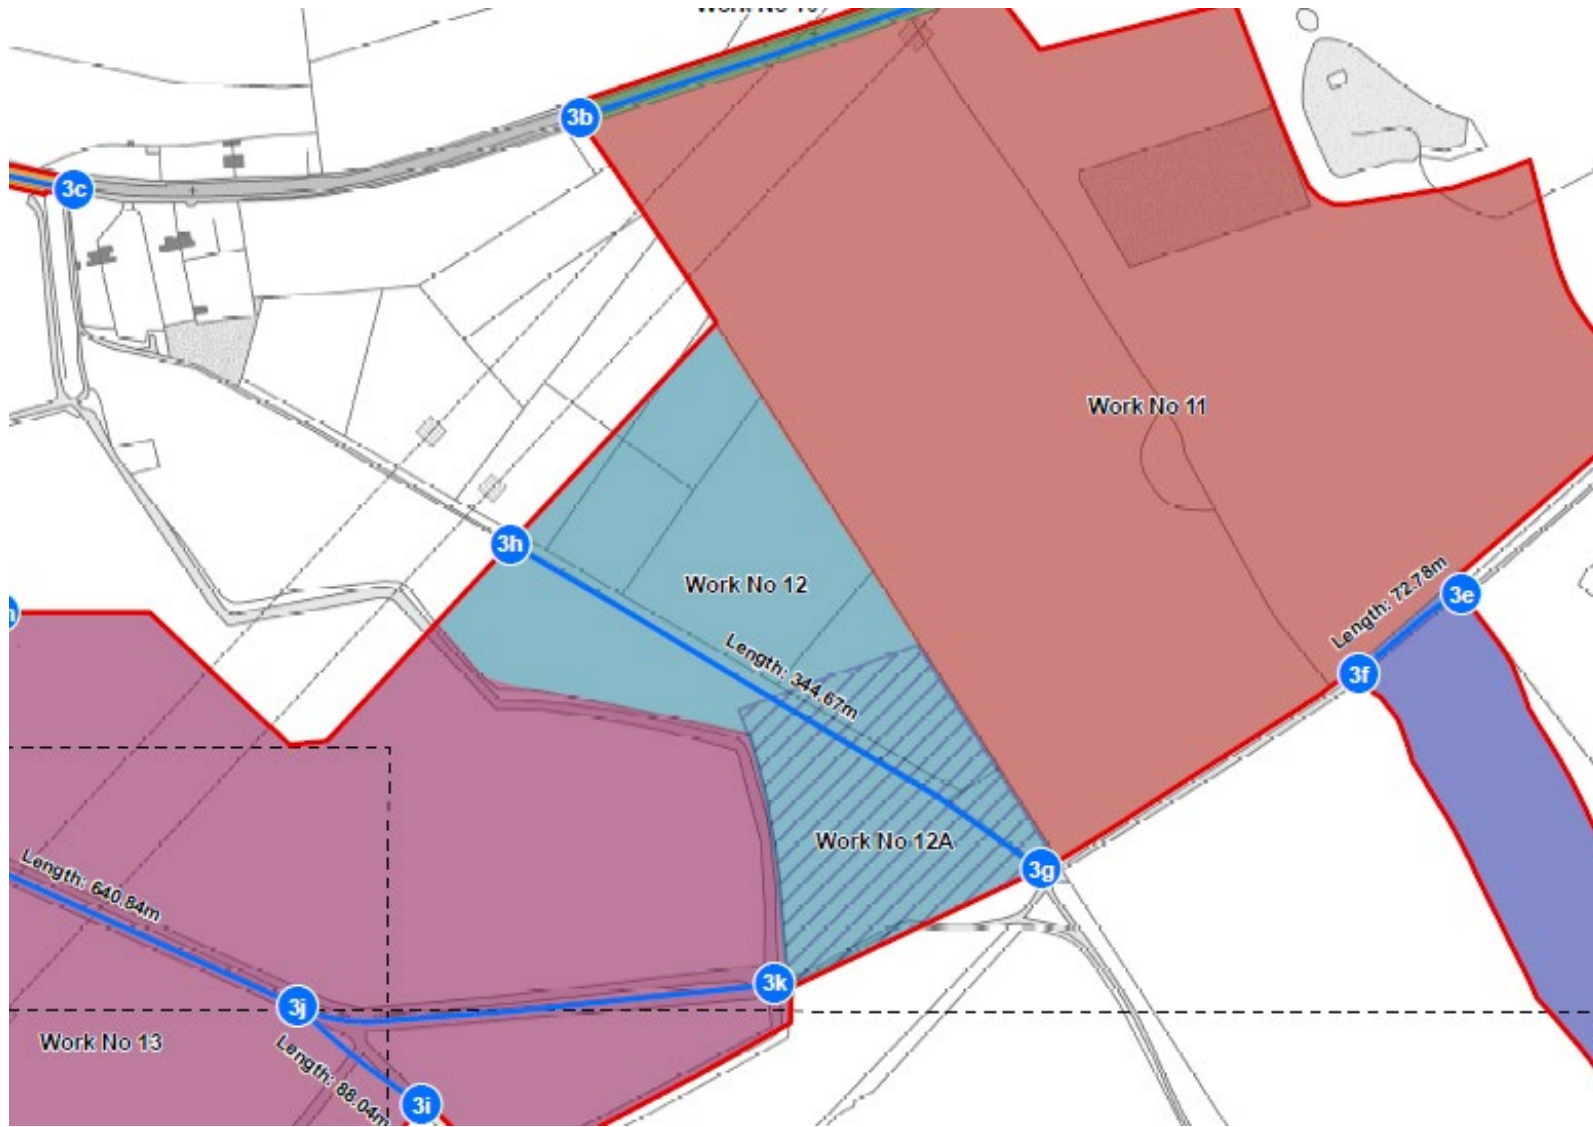 3b
3c
Work No 11
3h
Work No 12
Length: 72.78m
3e
Length: 344.67m
3f
Work No 12A
3g
Length: 640.84m
3k
3j
Work No 13
Length: 88.04m
3i